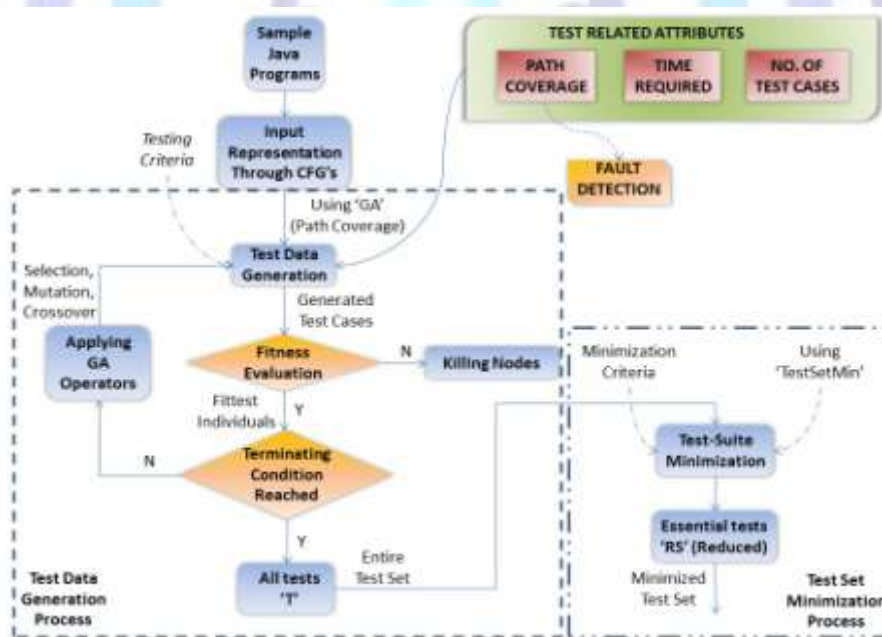 Sample
Java
Programs
TEST RELATED ATTRIBUTES
PATH
COVERAGE
TIME
REQUIRED
NO. OF
TEST CASES
Testing
Criteria
Input
Representation
Through CFG's
FAULT
DETECTION
Using 'GA'
(Path Coverage)
Test Data
Generation
Selection,
Mutation,
Crossover
Generated
Test Cases
Applying
GA
Operators
Fitness
Evaluation
N
Killing Nodes
Minimization
Criteria
Using
'TestSetMin'
Fittest
Individuals
Y
Test-Suite
Minimization
N
Terminating
Condition
Reached
Essential tests
'RS' (Reduced)
Y
Entire
Test Set
All tests
'T'
Minimized
Test Set
Test Data
Generation
Process
Test Set
Minimization
Process